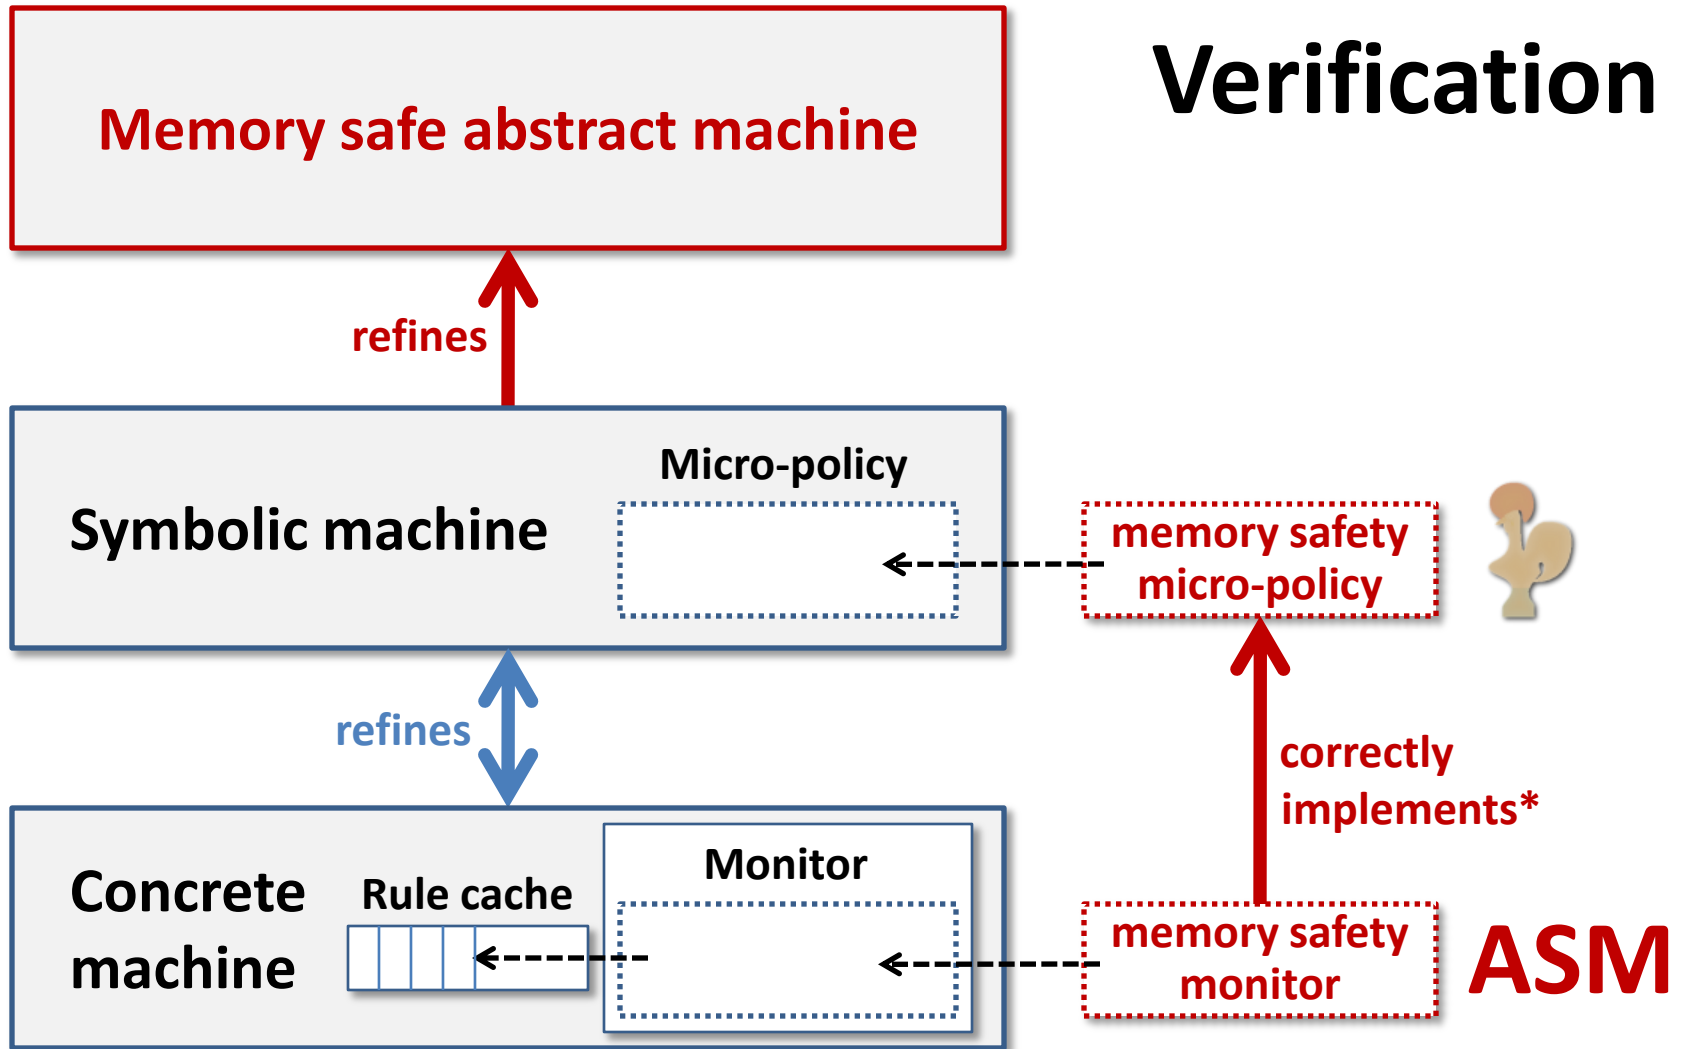 Verification
Memory safe abstract machine
refines
Micro-policy
Symbolic machine
memory safety
micro-policy
refines
correctly
implements*
Concrete
machine
Rule cache
Monitor
memory safety
monitor
ASM